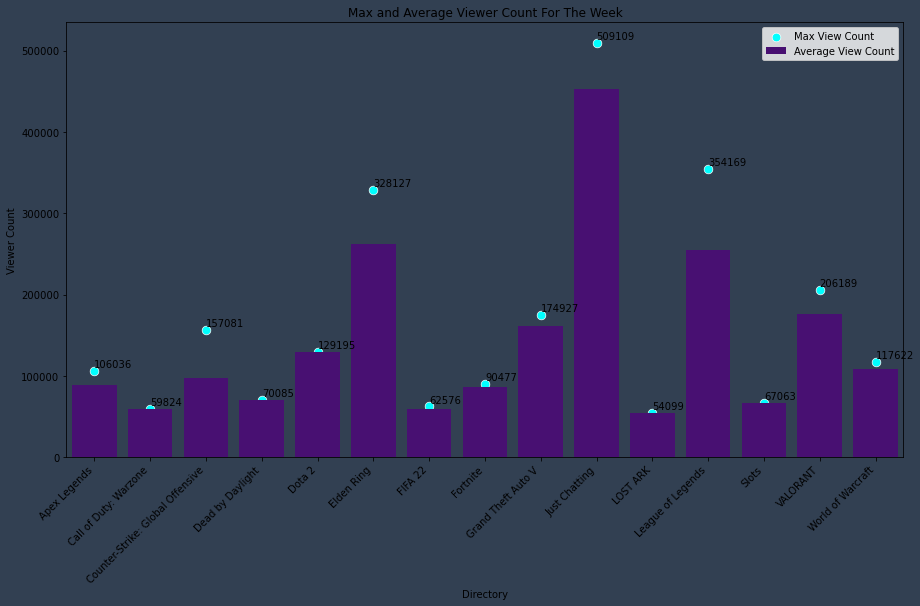 Max and Average Viewer Count For The Week
Max View Count
Average View Count
Viewer Count
500000
400000
300000
200000
100000
0
106036
59824
157081
70085
129195
328127
62576
90477
174927
509109
54099
354169
67063
206189
117622
Apex Legends
Call of Duty: Warzone
Counter-Strike: Global Offensive
Dead by Daylight
Dota 2
Elden Ring
FIFA 22
Fortnite
Grand Theft Auto V
Just Chatting
LOST ARK
League of Legends
Slots
VALORANT
World of Warcraft
Directory